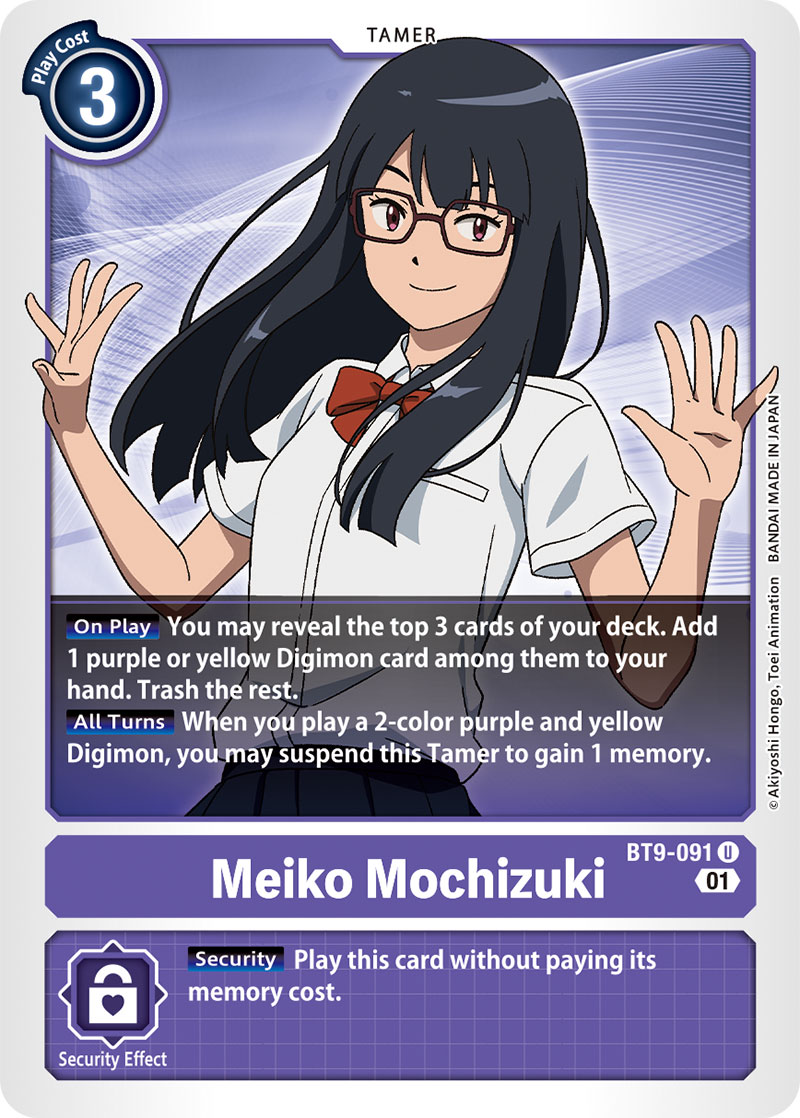 TAMER
Play Cost
3
On Play You may reveal the top 3 cards of your deck. Add
1 purple or yellow Digimon card among them to your
hand. Trash the rest.
All Turns When you play a 2-color purple and yellow
Digimon, you may suspend this Tamer to gain 1 memory.
© Akiyoshi Hongo, Toei Animation BANDAI MADE IN JAPAN
BT9-091 U
Meiko Mochizuki
01
Security Play this card without paying its
memory cost.
Security Effect